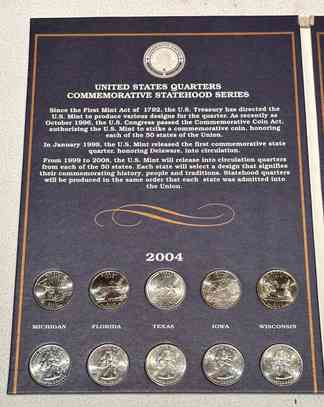 UNITED STATES QUARTERS
COMMEMORATIVE STATEHOOD SERIES
Since the First Mint Act of 1792, the U.S. Treasury has directed the
U.S. Mint to produce various designs for the quarter. As recently as
October 1996, the U.S. Congress passed the Commemorative Coin Act,
authorizing the U.S. Mint to strike a commemorative coin, honoring
each of the 50 states of the Union.
In January 1999, the U.S. Mint released the first commemorative state
quarter, honoring Delaware, into circulation.
From 1999 to 2008, the U.S. Mint will release into circulation quarters
from each of the 50 states. Each state will select a design that signifies
their commemorating history, people and traditions. Statehood quarters
will be produced in the same order that each state was admitted into
the Union.
2004
MICHIGAN FLORIDA TEXAS IOWA WISCONSIN